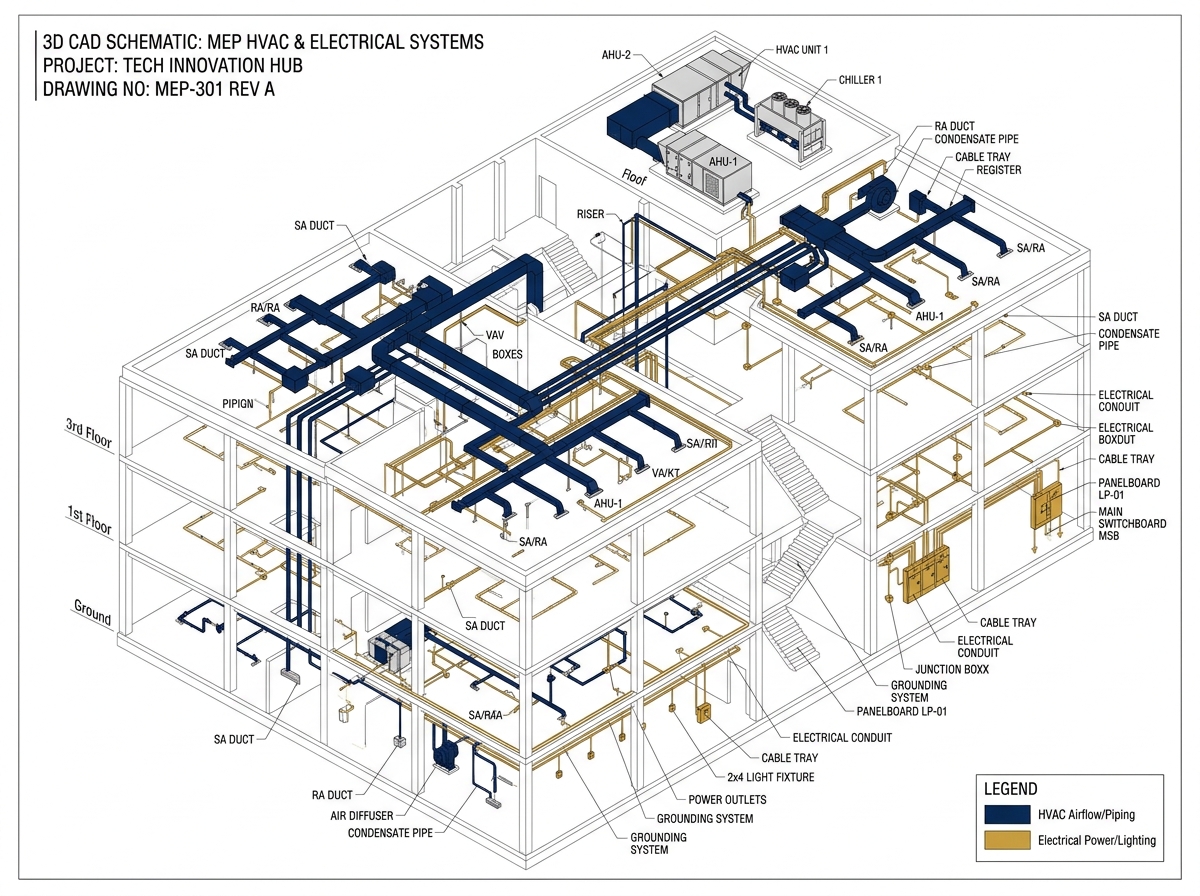 3D CAD SCHEMATIC: MEP HVAC & ELECTRICAL SYSTEMS
PROJECT: TECH INNOVATION HUB
DRAWING NO: MEP-301 REV A
AHU-2
HVAC UNIT 1
CHILLER 1
AHU-1
Floof
RA DUCT
CONDENSATE PIPE
CABLE TRAY
REGISTER
RISER
SA DUCT
SA/RA
SA/RA
RA/RA
AHU-1
SA DUCT
VAV
BOXES
SA DUCT
SA/RA
CONDENSATE
PIPE
PIPIGN
ELECTRICAL
CONDUIT
3rd Floor
ELECTRICAL
BOXDUT
SA/RII
CABLE TRAY
VA/KT
PANELBOARD
LP-01
AHU-1
1st Floor
MAIN
SWITCHBOARD
MSB
SA/RA
Ground
SA DUCT
CABLE TRAY
ELECTRICAL
CONDUIT
JUNCTION BOXX
GROUNDING
SYSTEM
SA/RAA
PANELBOARD LP-01
SA DUCT
ELECTRICAL CONDUIT
CABLE TRAY
2x4 LIGHT FIXTURE
RA DUCT
POWER OUTLETS
AIR DIFFUSER
GROUNDING SYSTEM
CONDENSATE PIPE
GROUNDING
SYSTEM
LEGEND
HVAC Airflow/Piping
Electrical Power/Lighting